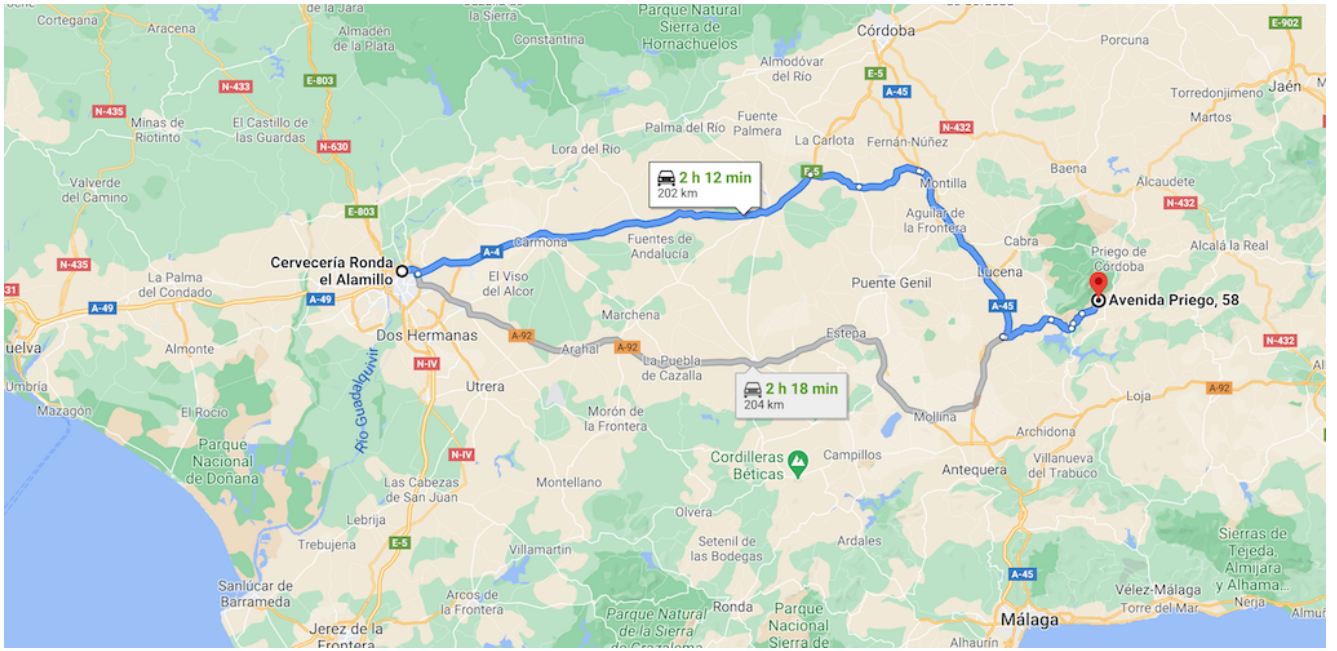 Cortegana
Aracena
de la Jara
Almadén
de la Plata
la Sierra
Constantina
Parque Natural
Sierra de
Hornachuelos
Córdoba
E-902
Porcuna
Almodóvar
del Río
E-5
A-45
Jaén
Torredonjimeno
Martos
N-433
E-803
N-435
Minas de
Riotinto
El Castillo de
las Guardas
N-630
Palma del Río
Fuente
Palmera
La Carlota
Fernán-Núñez
N-432
Lora del Río
Baena
Alcaudete
N-432
Valverde
del Camino
E-803
2 h 12 min
202 km
E-5
Montilla
Aguilar de
la Frontera
Cabra
Priego de
Córdoba
Alcalá la Real
Carmona
A-4
Fuentes de
Andalucía
Cervecería Ronda
el Alamillo
N-435
La Palma
del Condado
El Viso
del Alcor
Puente Genil
Lucena
Avenida Priego, 58
31
A-49
A-49
A-45
Marchena
Dos Hermanas
A-92
Arahal
A-92
La Puebla
de Cazalla
Estepa
N-432
uelva
Almonte
N-IV
Utrera
2 h 18 min
204 km
A-92
Loja
Umbría
Mazagón
El Rocío
Río Guadalquivir
Morón de
la Frontera
Mollina
Archidona
Parque
Nacional
de Doñana
N-IV
Cordilleras
Béticas
Campillos
Antequera
Villanueva
del Trabuco
Las Cabezas
de San Juan
Montellano
Lebrija
Olvera
Trebujena
E-5
Villamartin
Setenil de
las Bodegas
Ardales
Sierras de
Tejeda,
Almijara
y Alhama...
A-45
Sanlúcar de
Barrameda
Arcos de
la Frontera
Vélez-Málaga
Torre del Mar
Nerja
Almuñ
Parque Natural
de la Sierra
Ronda
Parque
Nacional
Sierra de
Málaga
Jerez de la
Frontera
Alhaurín